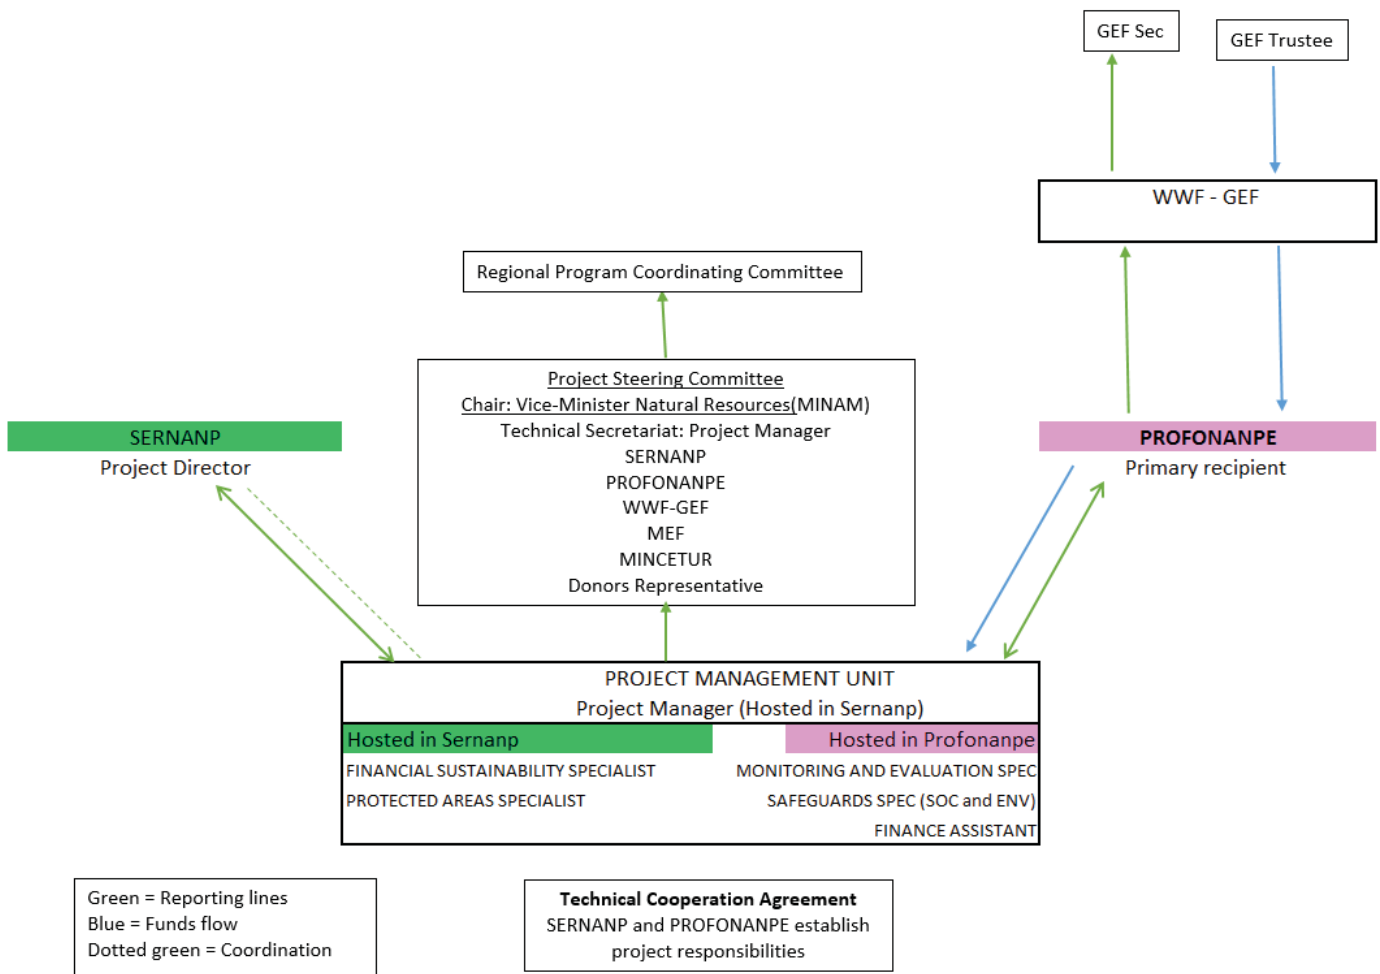 GEF Sec
GEF Trustee
WWF - GEF
Regional Program Coordinating Committee
Project Steering Committee
Chair: Vice-Minister Natural Resources(MINAM)
Technical Secretariat: Project Manager
SERNANP
PROFONANPE
WWF-GEF
MEF
MINCETUR
Donors Representative
SERNANP
Project Director
PROFONANPE
Primary recipient
PROJECT MANAGEMENT UNIT
Project Manager (Hosted in Sernanp)
Hosted in Sernanp
FINANCIAL SUSTAINABILITY SPECIALIST
PROTECTED AREAS SPECIALIST
Hosted in Profonanpe
MONITORING AND EVALUATION SPEC
SAFEGUARDS SPEC (SOC and ENV)
FINANCE ASSISTANT
Green = Reporting lines
Blue = Funds flow
Dotted green = Coordination
Technical Cooperation Agreement
SERNANP and PROFONANPE establish
project responsibilities